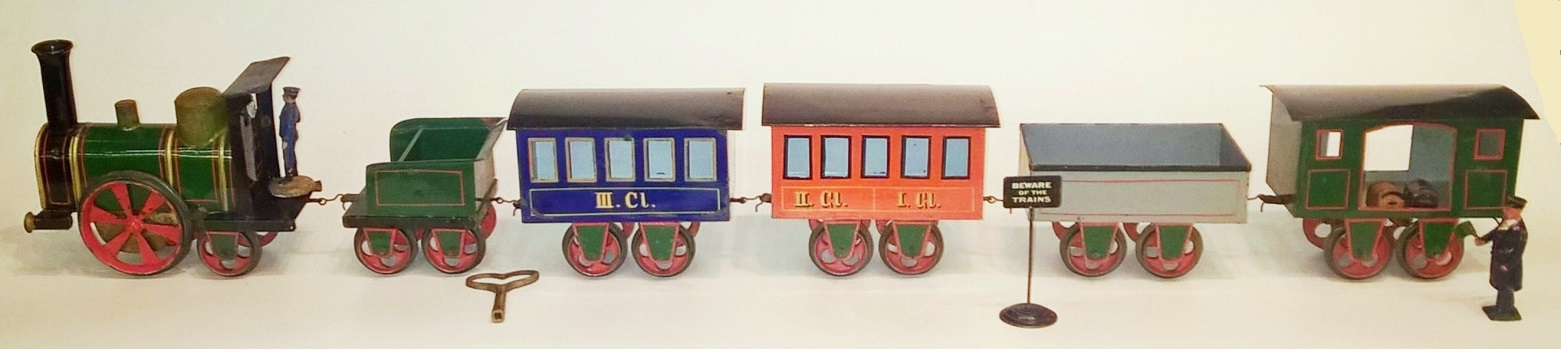 III. Cl.
II. Cl. I. Cl.
BEWARE
OF THE
TRAINS